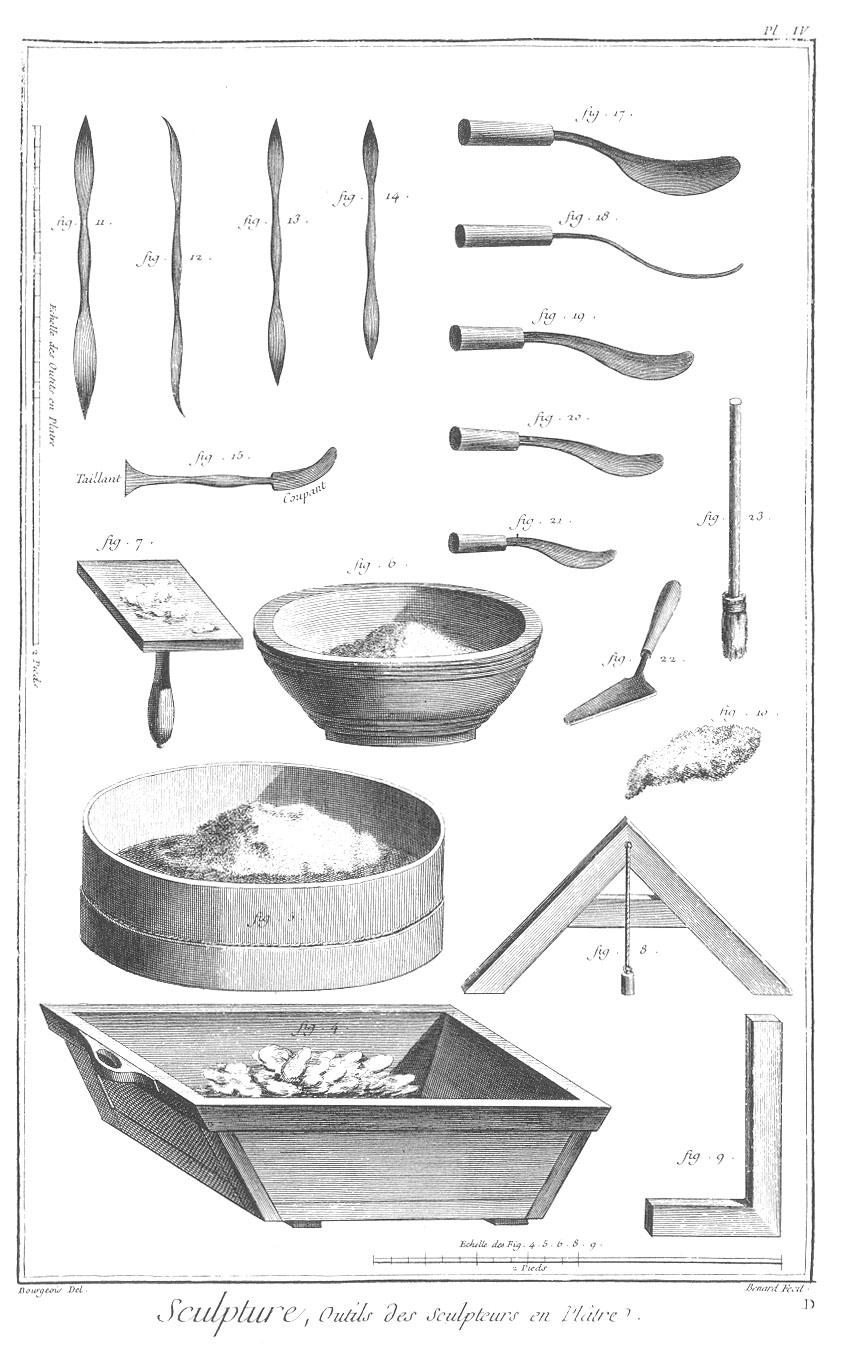 Pl. IV
fig. 17.
fig. 11.
fig. 12.
fig. 13.
fig. 14.
fig. 18.
fig. 19.
Echelle des Outils en Platre
2 Pieds
fig. 20.
fig. 15.
Taillant
Coupant
fig. 21.
fig. 23.
fig. 7.
fig. 6.
fig. 22.
fig. 10.
fig. 5.
fig. 8.
fig. 4.
fig. 9.
Echelle des Fig. 4. 5. 6. 8. 9.
2 Pieds
Bourgeois Del.
Benard Fecit.
Sculpture, Outils des Sculpteurs en Plâtre.
D